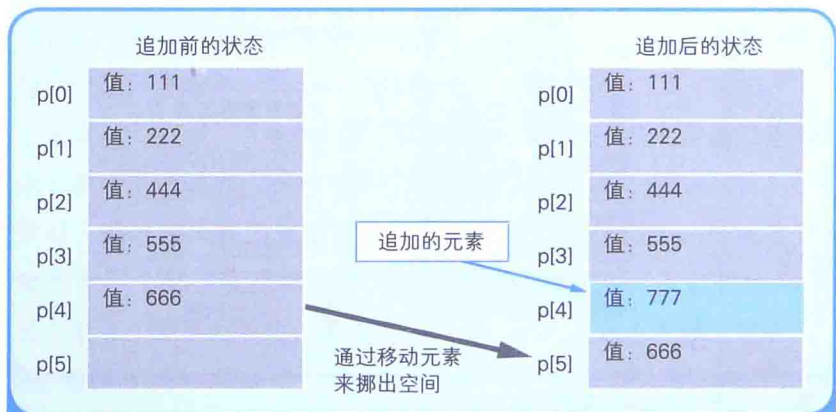 追加前的状态
p[0] 值：111
p[1] 值：222
p[2] 值：444
p[3] 值：555
p[4] 值：666
p[5]
追加的元素
通过移动元素
来挪出空间
追加后的状态
p[0] 值：111
p[1] 值：222
p[2] 值：444
p[3] 值：555
p[4] 值：777
p[5] 值：666